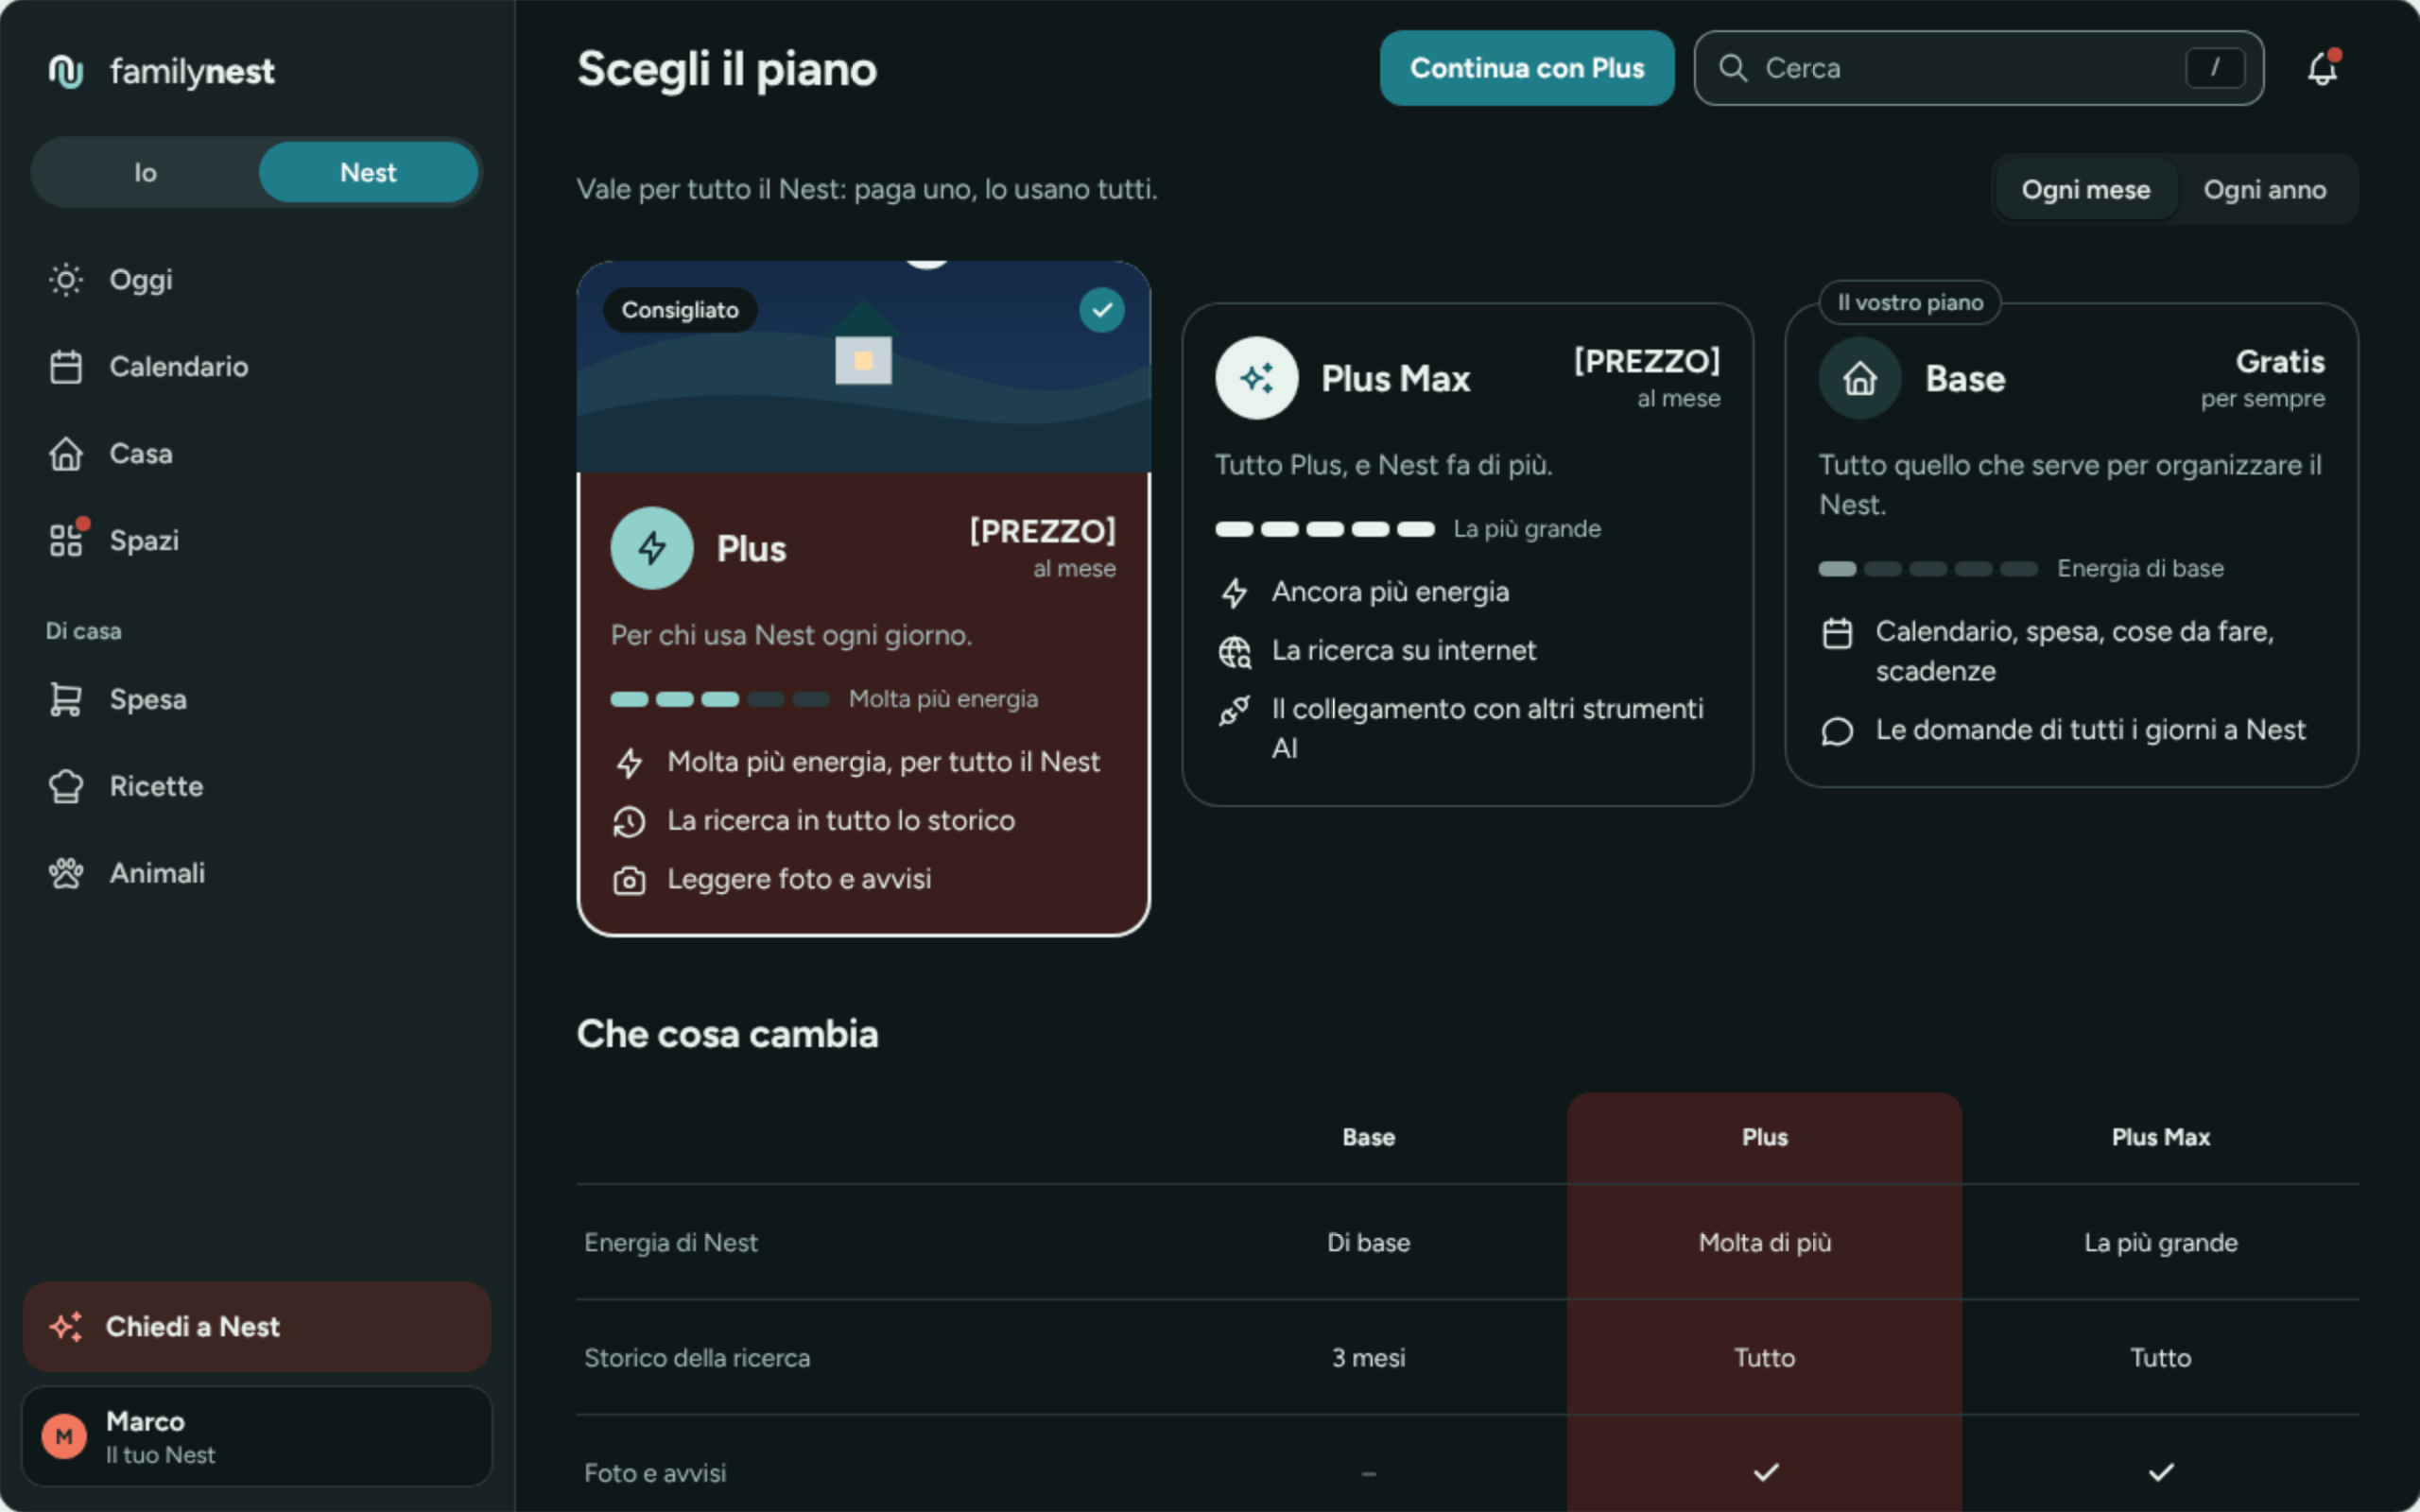 familynest
Io
Nest
Oggi
Calendario
Casa
Spazi
Di casa
Spesa
Ricette
Animali
Chiedi a Nest
M
Marco
Il tuo Nest
Scegli il piano
Continua con Plus
Cerca
/
Vale per tutto il Nest: paga uno, lo usano tutti.
Ogni mese
Ogni anno
Consigliato
Plus
[PREZZO]
al mese
Per chi usa Nest ogni giorno.
Molta più energia
Molta più energia, per tutto il Nest
La ricerca in tutto lo storico
Leggere foto e avvisi
Plus Max
[PREZZO]
al mese
Tutto Plus, e Nest fa di più.
La più grande
Ancora più energia
La ricerca su internet
Il collegamento con altri strumenti
AI
Il vostro piano
Base
Gratis
per sempre
Tutto quello che serve per organizzare il
Nest.
Energia di base
Calendario, spesa, cose da fare,
scadenze
Le domande di tutti i giorni a Nest
Che cosa cambia
Base
Plus
Plus Max
Energia di Nest
Di base
Molta di più
La più grande
Storico della ricerca
3 mesi
Tutto
Tutto
Foto e avvisi
–